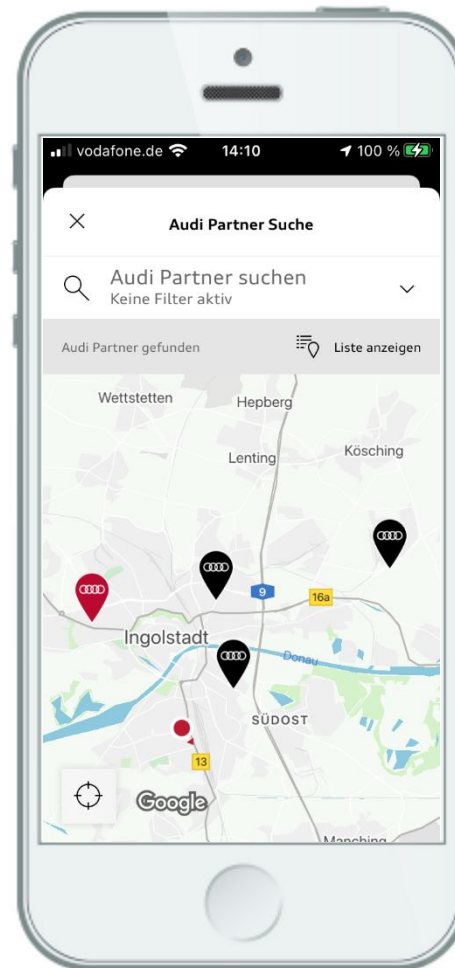 vodafone.de 14:10 100 %
Audi Partner Suche
Audi Partner suchen
Keine Filter aktiv
Audi Partner gefunden Liste anzeigen
Wettstetten
Hepberg
Lenting
Kösching
9
16a
Ingolstadt
Donau
SÜDOST
13
Google
Manching